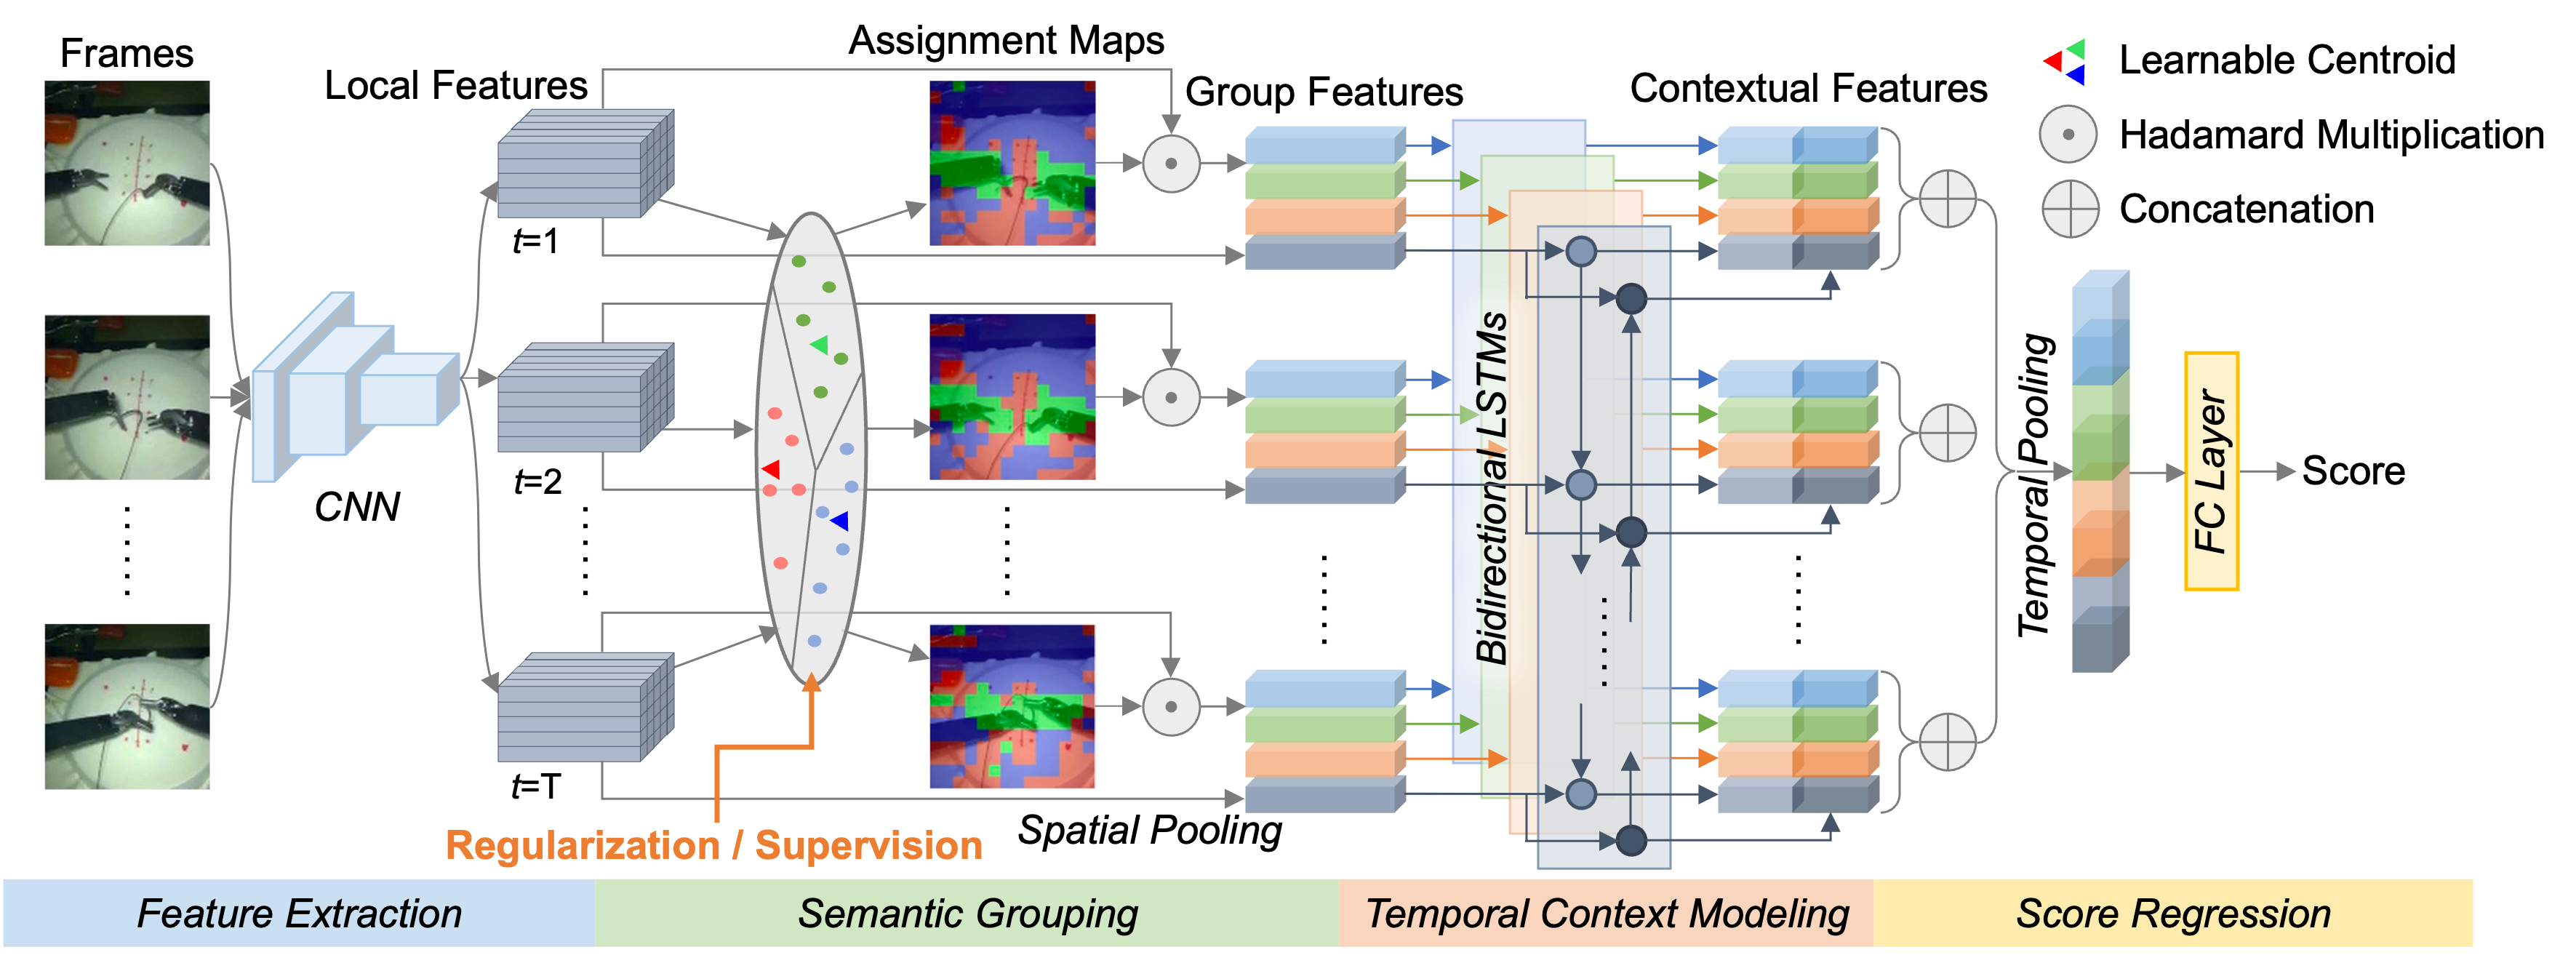 Frames
Local Features
Assignment Maps
Group Features
Contextual Features
Learnable Centroid
Hadamard Multiplication
Concatenation
t=1
t=2
t=T
CNN
Bidirectional LSTMs
Temporal Pooling
FC Layer
Score
Regularization / Supervision
Spatial Pooling
Feature Extraction
Semantic Grouping
Temporal Context Modeling
Score Regression